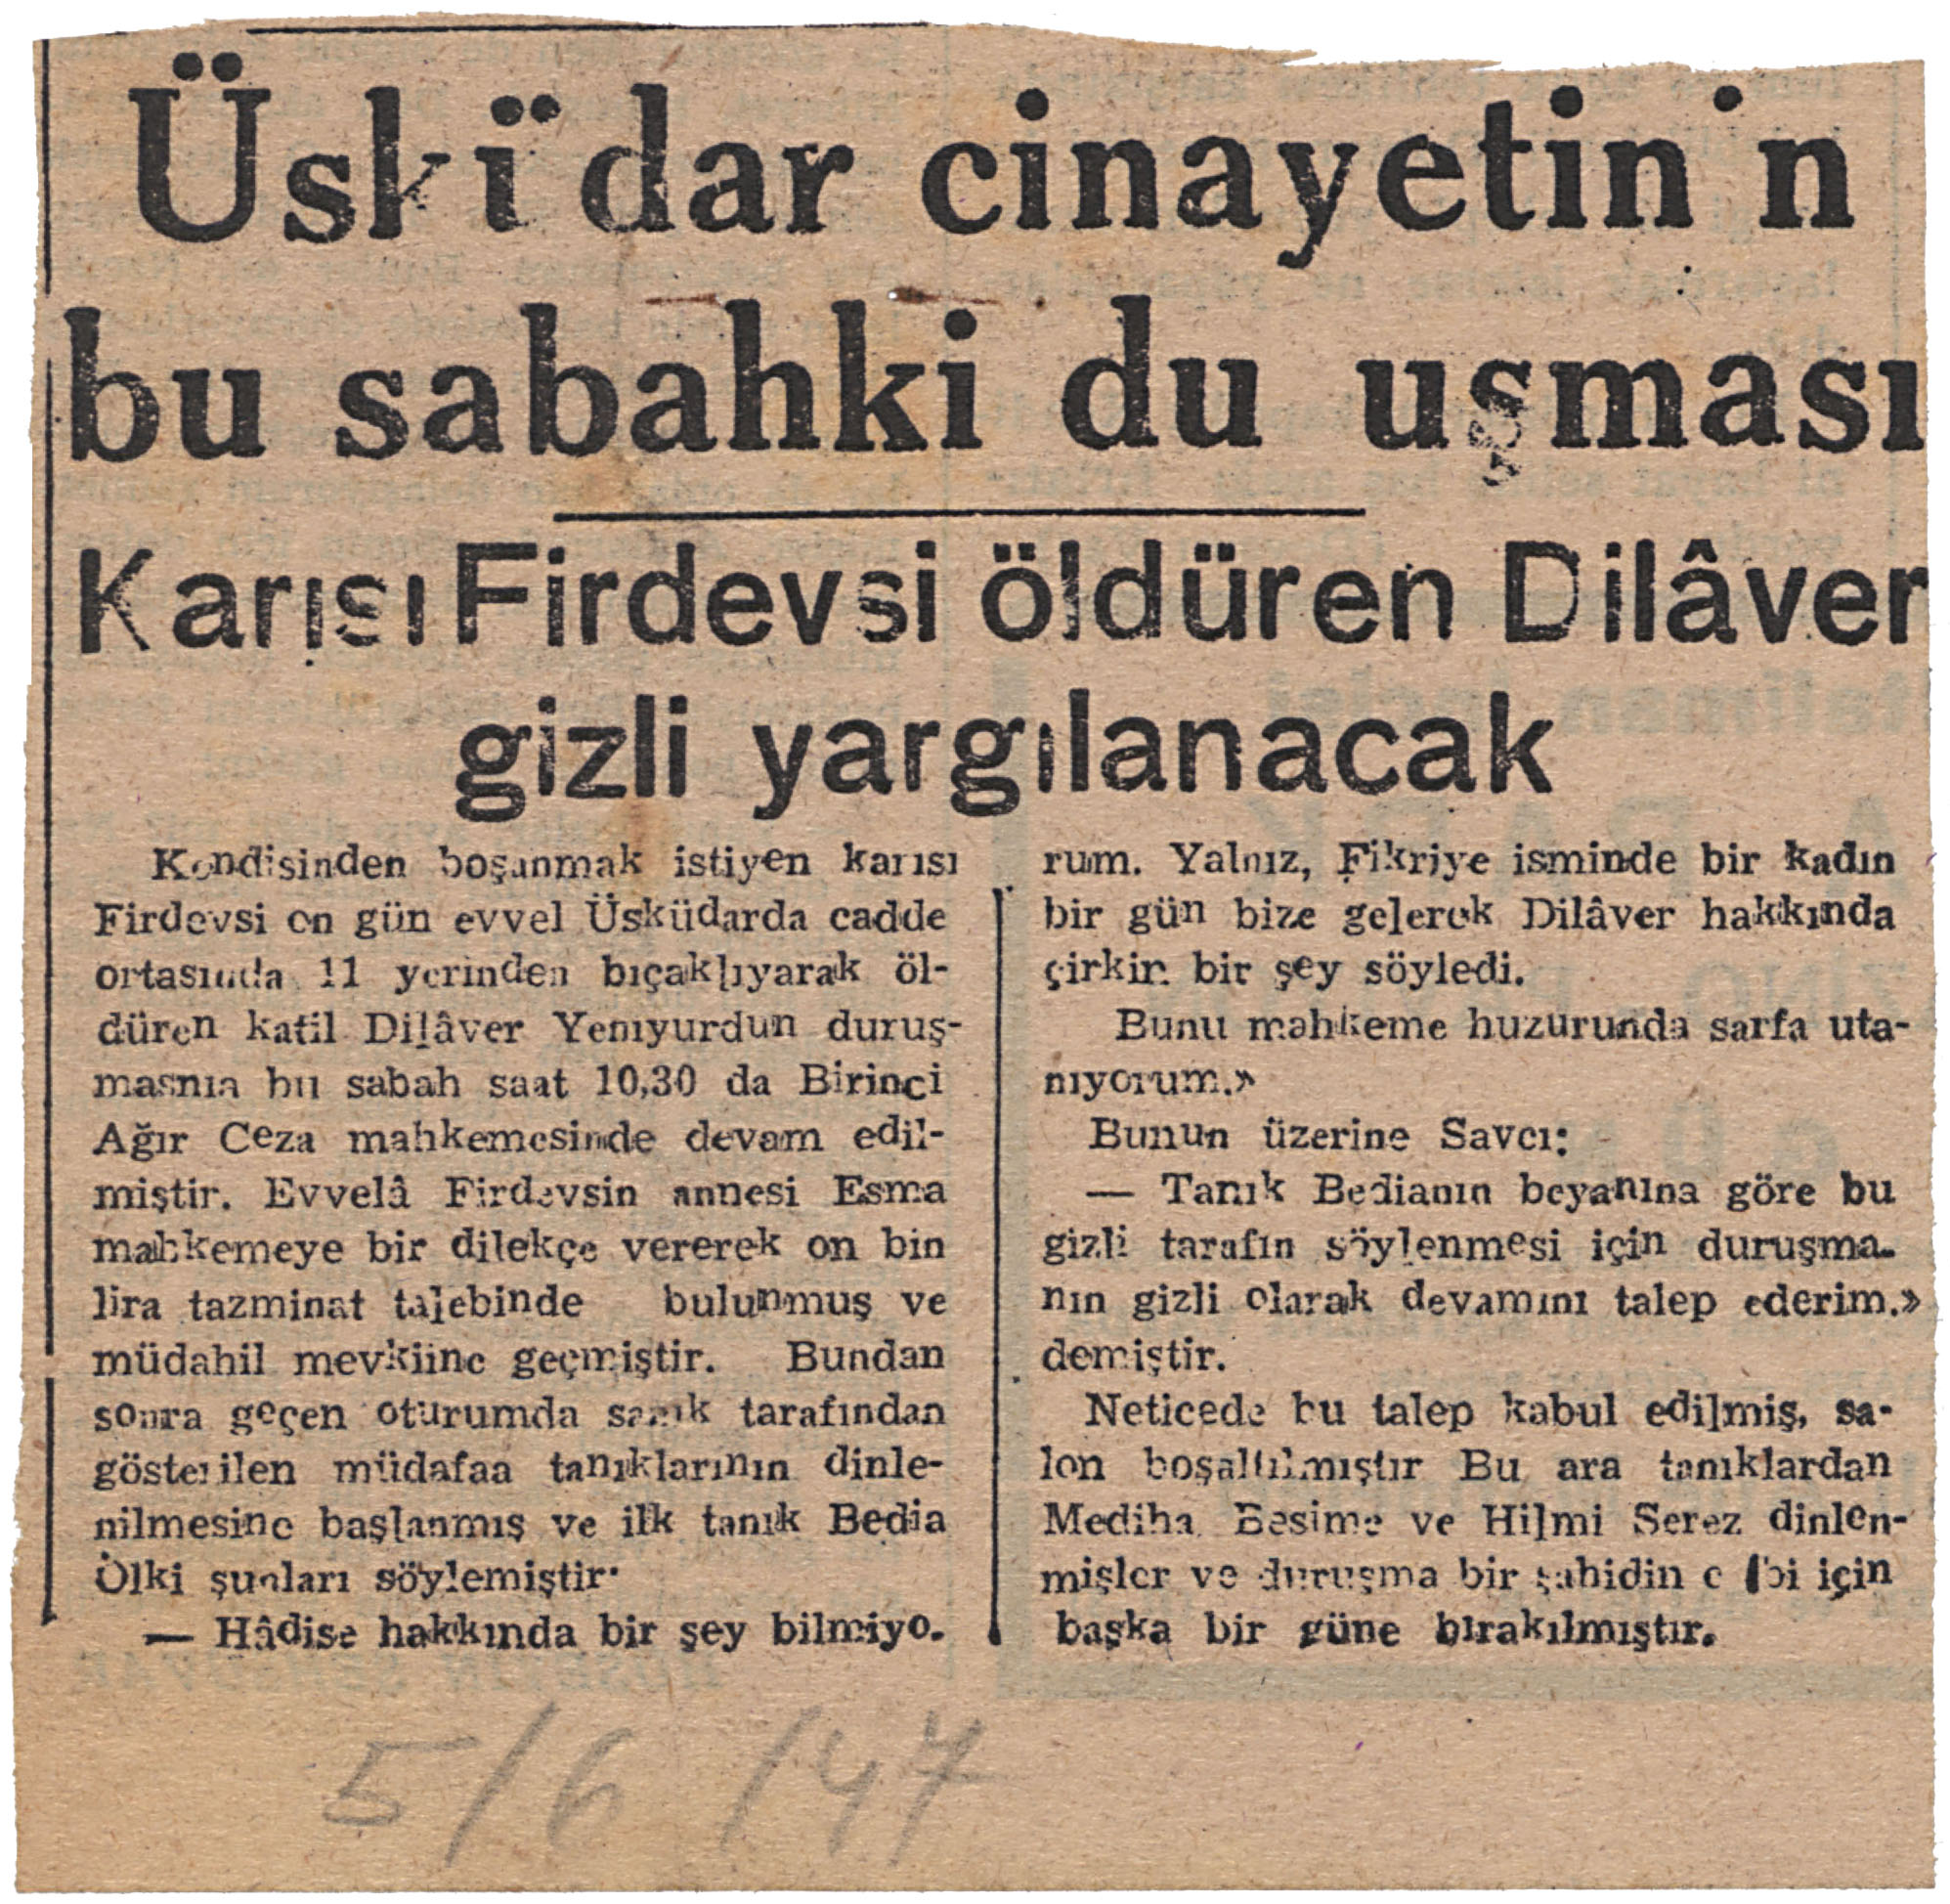 Üsküdar cinayetinin
bu sabahki duruşması
Karısı Firdevsi öldüren Dilâver
gizli yargılanacak
Kendisinden boşanmak istiyen karısı
Firdevsi on gün evvel Üsküdarda cadde
ortasında 11 yerinden bıçaklıyarak öl-
düren katil Dilâver Yeniyurdun duruş-
masnıa bu sabah saat 10,30 da Birinci
Ağır Ceza mahkemesinde devam edil-
miştir. Evvelâ Firdevsin annesi Esma
mahkemeye bir dilekçe vererek on bin
lira tazminat talebinde bulunmuş ve
müdahil mevkiine geçmiştir. Bundan
sonra geçen oturumda sanık tarafından
gösterilen müdafaa tanıklarının dinle-
nilmesine başlanmış ve ilk tanık Bedia
Ülki şunları söylemiştir:
— Hâdise hakkında bir şey bilmiyo-
rum. Yalnız, Fikriye isminde bir kadın
bir gün bize gelerek Dilâver hakkında
çirkin bir şey söyledi.
Bunu mahkeme huzurunda sarfa uta-
nıyorum.»
Bunun üzerine Savcı:
— Tanık Bedianın beyanına göre bu
gizli tarafın söylenmesi için duruşma-
nın gizli olarak devamını talep ederim.»
demiştir.
Neticede bu talep kabul edilmiş, sa-
lon boşaltılmıştır Bu ara tanıklardan
Mediha Besime ve Hilmi Serez dinlen-
mişler ve duruşma bir şahidin celbi için
başka bir güne bırakılmıştır.
5/6/47